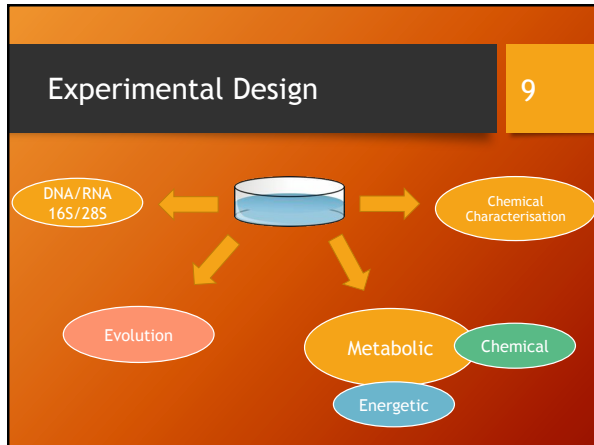 Experimental Design
9
DNA/RNA
16S/28S
Chemical
Characterisation
Evolution
Metabolic
Chemical
Energetic